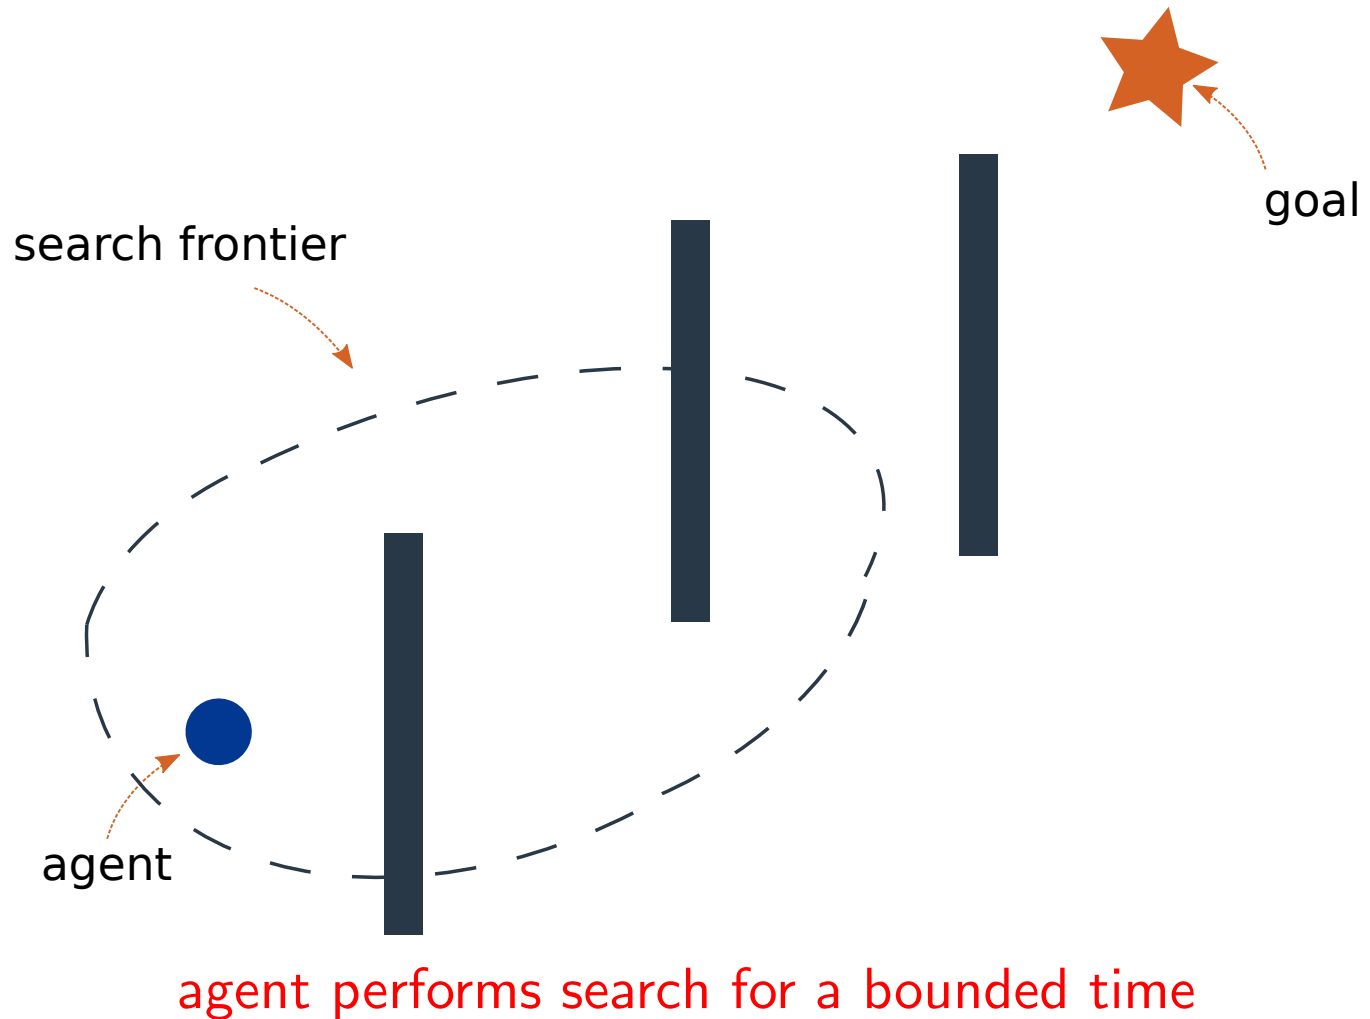 goal
search frontier
agent
agent performs search for a bounded time